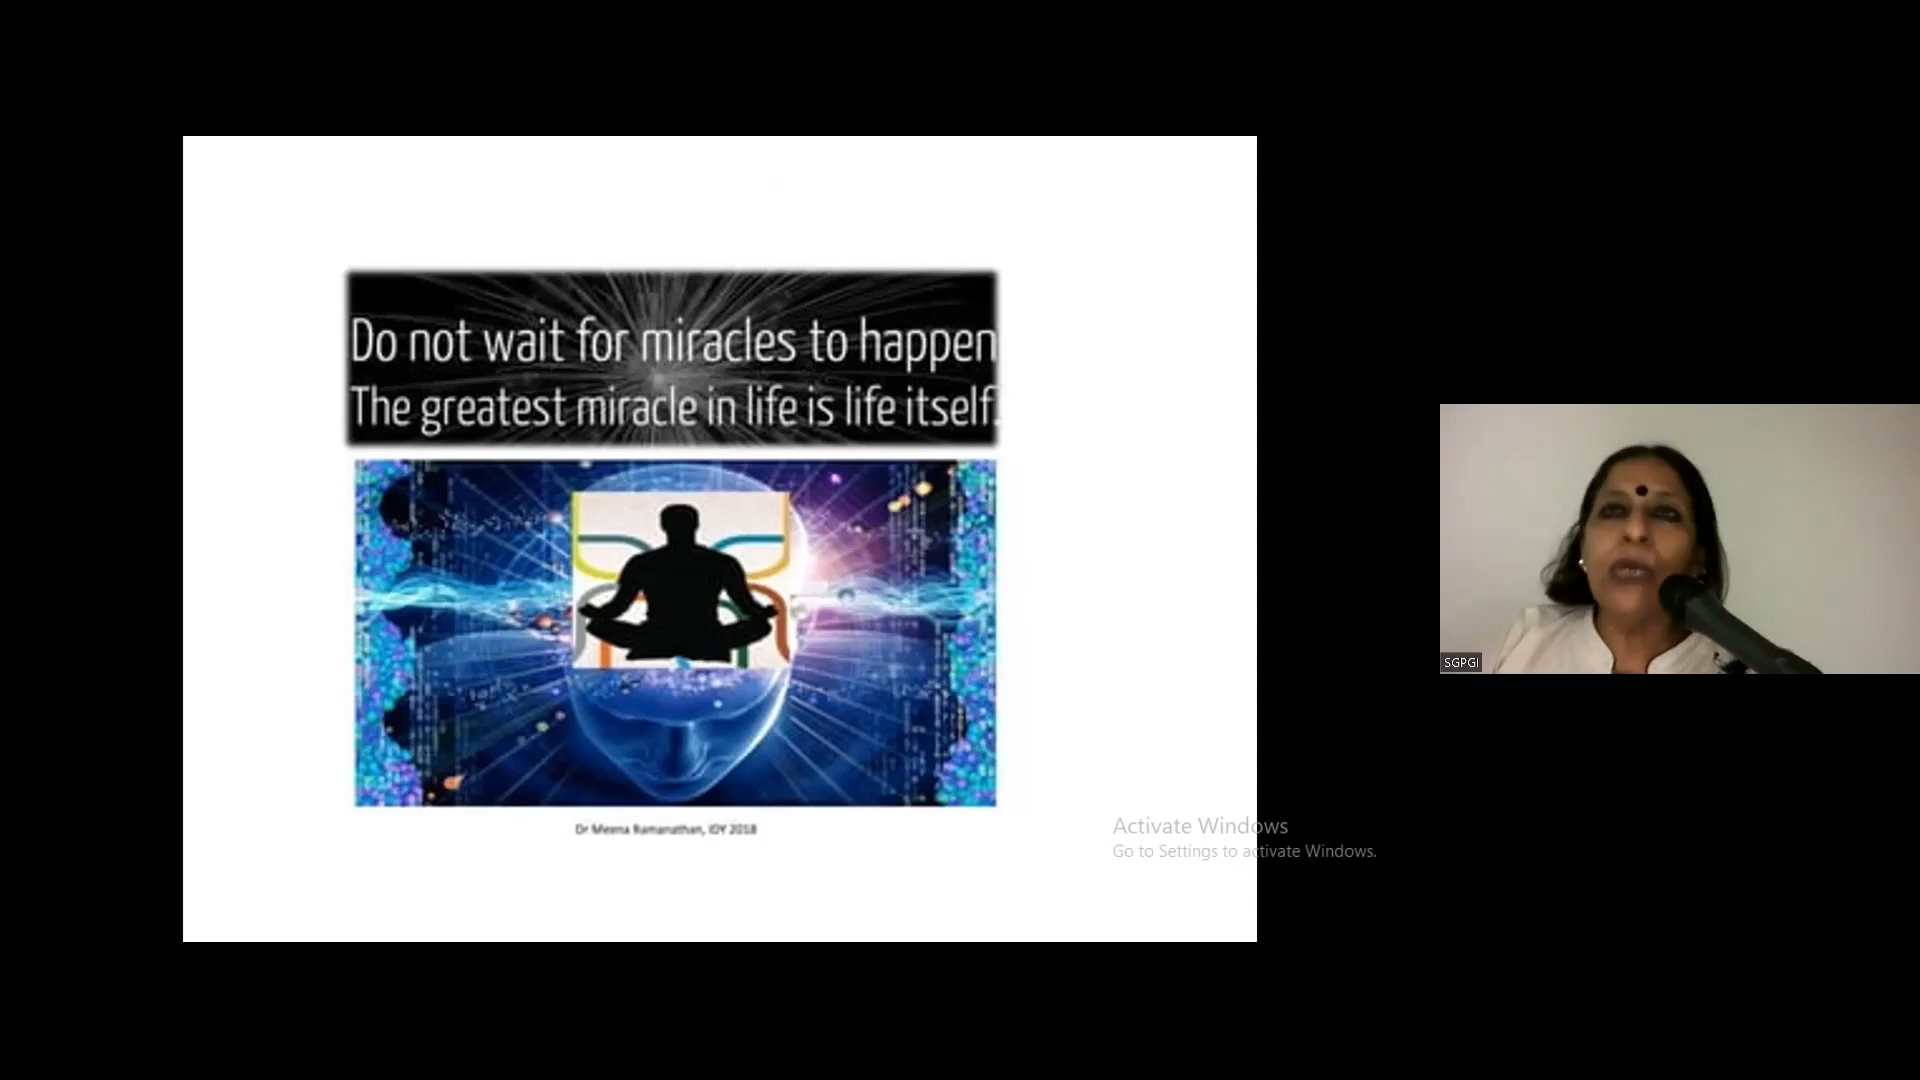 Do not wait for miracles to happen
The greatest miracle in life is life itself.
Dr Meena Ramanathan, IDY 2018
Activate Windows
Go to Settings to activate Windows.
SGPGI